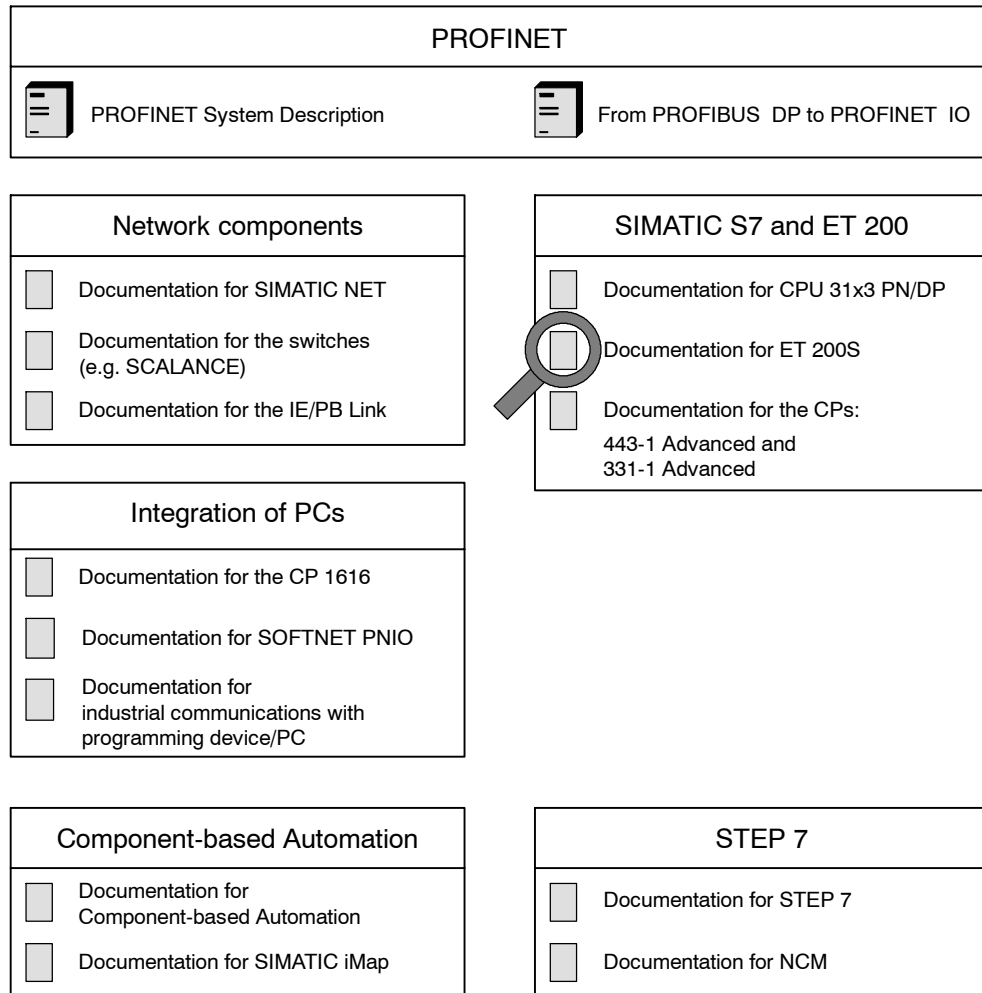 PROFINET
PROFINET System Description
From PROFIBUS DP to PROFINET IO
Network components
Documentation for SIMATIC NET
Documentation for the switches
(e.g. SCALANCE)
Documentation for the IE/PB Link
SIMATIC S7 and ET 200
Documentation for CPU 31x3 PN/DP
Documentation for ET 200S
Documentation for the CPs:
443-1 Advanced and
331-1 Advanced
Integration of PCs
Documentation for the CP 1616
Documentation for SOFTNET PNIO
Documentation for
industrial communications with
programming device/PC
Component-based Automation
Documentation for
Component-based Automation
Documentation for SIMATIC iMap
STEP 7
Documentation for STEP 7
Documentation for NCM